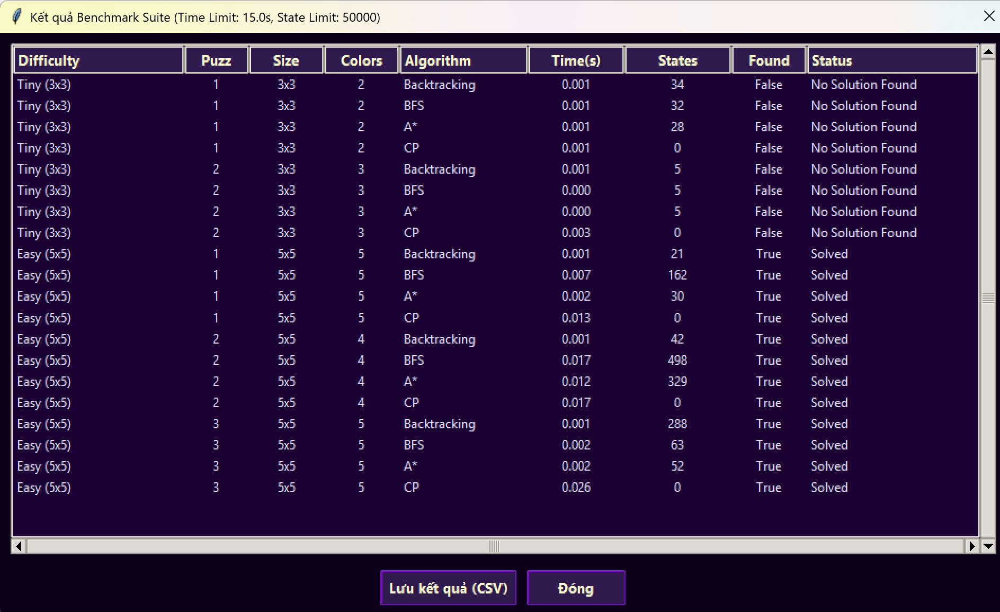 Kết quả Benchmark Suite (Time Limit: 15.0s, State Limit: 50000)
Difficulty Puzz Size Colors Algorithm Time(s) States Found Status
Tiny (3x3) 1 3x3 2 Backtracking 0.001 34 False No Solution Found
Tiny (3x3) 1 3x3 2 BFS 0.001 32 False No Solution Found
Tiny (3x3) 1 3x3 2 A* 0.001 28 False No Solution Found
Tiny (3x3) 1 3x3 2 CP 0.001 0 False No Solution Found
Tiny (3x3) 2 3x3 3 Backtracking 0.001 5 False No Solution Found
Tiny (3x3) 2 3x3 3 BFS 0.000 5 False No Solution Found
Tiny (3x3) 2 3x3 3 A* 0.000 5 False No Solution Found
Tiny (3x3) 2 3x3 3 CP 0.003 0 False No Solution Found
Easy (5x5) 1 5x5 5 Backtracking 0.001 21 True Solved
Easy (5x5) 1 5x5 5 BFS 0.007 162 True Solved
Easy (5x5) 1 5x5 5 A* 0.002 30 True Solved
Easy (5x5) 1 5x5 5 CP 0.013 0 True Solved
Easy (5x5) 2 5x5 4 Backtracking 0.001 42 True Solved
Easy (5x5) 2 5x5 4 BFS 0.017 498 True Solved
Easy (5x5) 2 5x5 4 A* 0.012 329 True Solved
Easy (5x5) 2 5x5 4 CP 0.017 0 True Solved
Easy (5x5) 3 5x5 5 Backtracking 0.001 288 True Solved
Easy (5x5) 3 5x5 5 BFS 0.002 63 True Solved
Easy (5x5) 3 5x5 5 A* 0.002 52 True Solved
Easy (5x5) 3 5x5 5 CP 0.026 0 True Solved
Lưu kết quả (CSV) Đóng